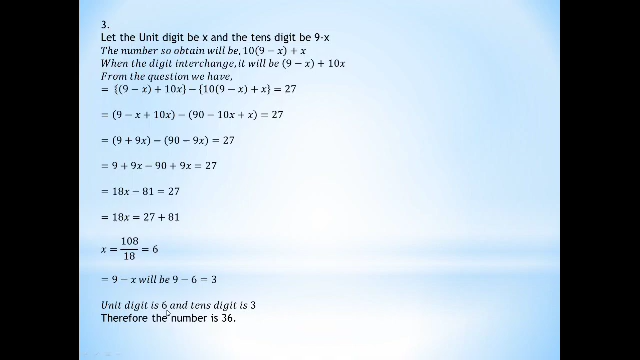 3.
Let the Unit digit be x and the tens digit be 9-x
The number so obtain will be, 10(9 − x) + x
When the digit interchange, it will be (9 − x) + 10x
From the question we have,
= {(9 − x) + 10x} − {10(9 − x) + x} = 27
= (9 − x + 10x) − (90 − 10x + x) = 27
= (9 + 9x) − (90 − 9x) = 27
= 9 + 9x − 90 + 9x = 27
= 18x − 81 = 27
= 18x = 27 + 81
x = 108/18 = 6
= 9 − x will be 9 − 6 = 3
Unit digit is 6 and tens digit is 3
Therefore the number is 36.